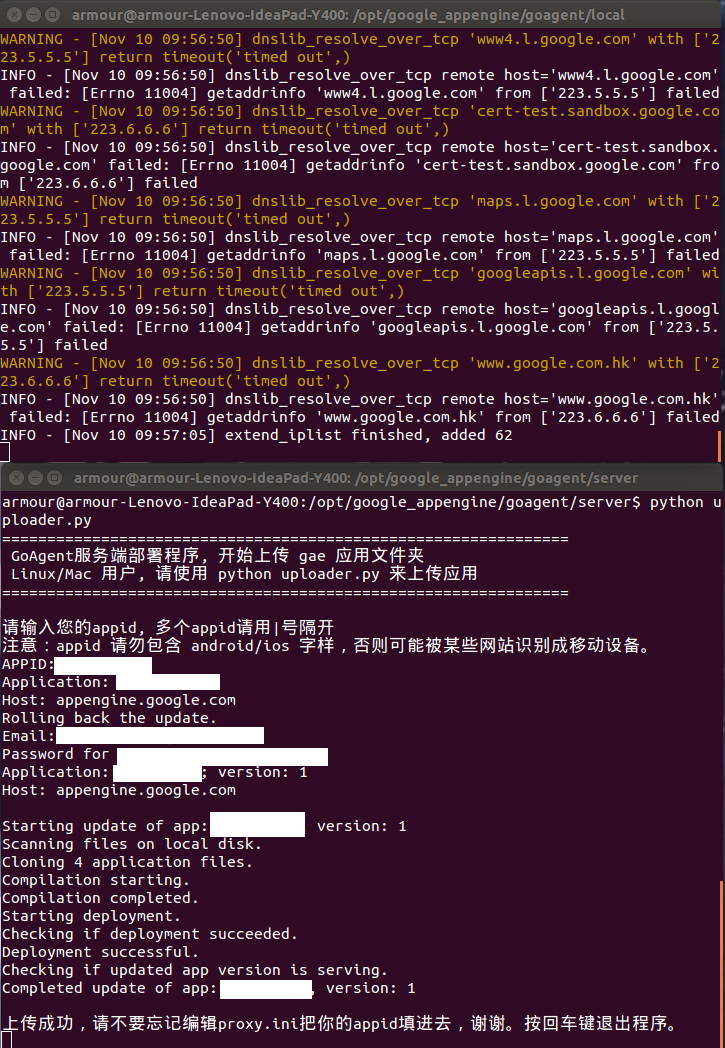 armour@armour-Lenovo-IdeaPad-Y400: /opt/google_appengine/goagent/local
WARNING - [Nov 10 09:56:50] dnslib_resolve_over_tcp 'www4.l.google.com' with ['2
23.5.5.5'] return timeout('timed out',)
INFO - [Nov 10 09:56:50] dnslib_resolve_over_tcp remote host='www4.l.google.com'
 failed: [Errno 11004] getaddrinfo 'www4.l.google.com' from ['223.5.5.5'] failed
WARNING - [Nov 10 09:56:50] dnslib_resolve_over_tcp 'cert-test.sandbox.google.co
m' with ['223.6.6.6'] return timeout('timed out',)
INFO - [Nov 10 09:56:50] dnslib_resolve_over_tcp remote host='cert-test.sandbox.
google.com' failed: [Errno 11004] getaddrinfo 'cert-test.sandbox.google.com' fro
m ['223.6.6.6'] failed
WARNING - [Nov 10 09:56:50] dnslib_resolve_over_tcp 'maps.l.google.com' with ['2
23.5.5.5'] return timeout('timed out',)
INFO - [Nov 10 09:56:50] dnslib_resolve_over_tcp remote host='maps.l.google.com'
 failed: [Errno 11004] getaddrinfo 'maps.l.google.com' from ['223.5.5.5'] failed
WARNING - [Nov 10 09:56:50] dnslib_resolve_over_tcp 'googleapis.l.google.com' wi
th ['223.5.5.5'] return timeout('timed out',)
INFO - [Nov 10 09:56:50] dnslib_resolve_over_tcp remote host='googleapis.l.googl
e.com' failed: [Errno 11004] getaddrinfo 'googleapis.l.google.com' from ['223.5.
5.5'] failed
WARNING - [Nov 10 09:56:50] dnslib_resolve_over_tcp 'www.google.com.hk' with ['2
23.6.6.6'] return timeout('timed out',)
INFO - [Nov 10 09:56:50] dnslib_resolve_over_tcp remote host='www.google.com.hk'
 failed: [Errno 11004] getaddrinfo 'www.google.com.hk' from ['223.6.6.6'] failed
INFO - [Nov 10 09:57:05] extend_iplist finished, added 62
armour@armour-Lenovo-IdeaPad-Y400: /opt/google_appengine/goagent/server
armour@armour-Lenovo-IdeaPad-Y400:/opt/google_appengine/goagent/server$ python u
ploader.py
===============================================================
 GoAgent服务端部署程序, 开始上传 gae 应用文件夹
 Linux/Mac 用户, 请使用 python uploader.py 来上传应用
===============================================================
请输入您的appid, 多个appid请用|号隔开
注意：appid 请勿包含 android/ios 字样，否则可能被某些网站识别成移动设备。
APPID:
Application:
Host: appengine.google.com
Rolling back the update.
Email:
Password for
Application: ; version: 1
Host: appengine.google.com
Starting update of app: version: 1
Scanning files on local disk.
Cloning 4 application files.
Compilation starting.
Compilation completed.
Starting deployment.
Checking if deployment succeeded.
Deployment successful.
Checking if updated app version is serving.
Completed update of app: , version: 1
上传成功，请不要忘记编辑proxy.ini把你的appid填进去，谢谢。按回车键退出程序。